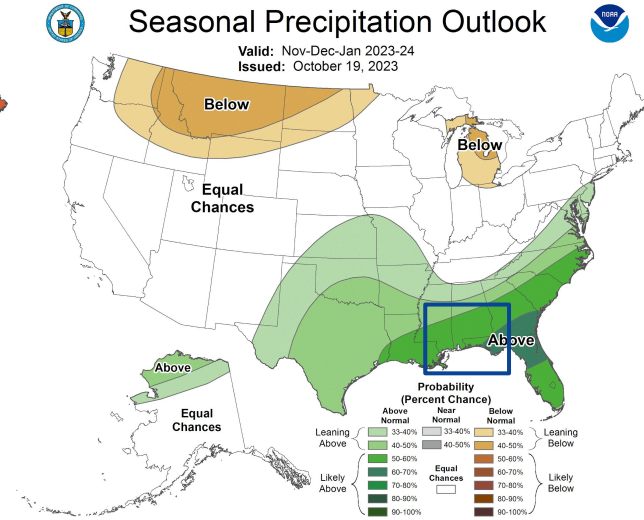 Seasonal Precipitation Outlook
NOAA
Valid: Nov-Dec-Jan 2023-24
Issued: October 19, 2023
Below
Below
Equal
Chances
Above
Above
Equal
Chances
Probability
(Percent Chance)
Above
Normal
Near
Normal
Below
Normal
Leaning
Above
33-40%
40-50%
33-40%
40-50%
33-40%
40-50%
Leaning
Below
Likely
Above
50-60%
60-70%
70-80%
80-90%
90-100%
Equal
Chances
50-60%
60-70%
70-80%
80-90%
90-100%
Likely
Below